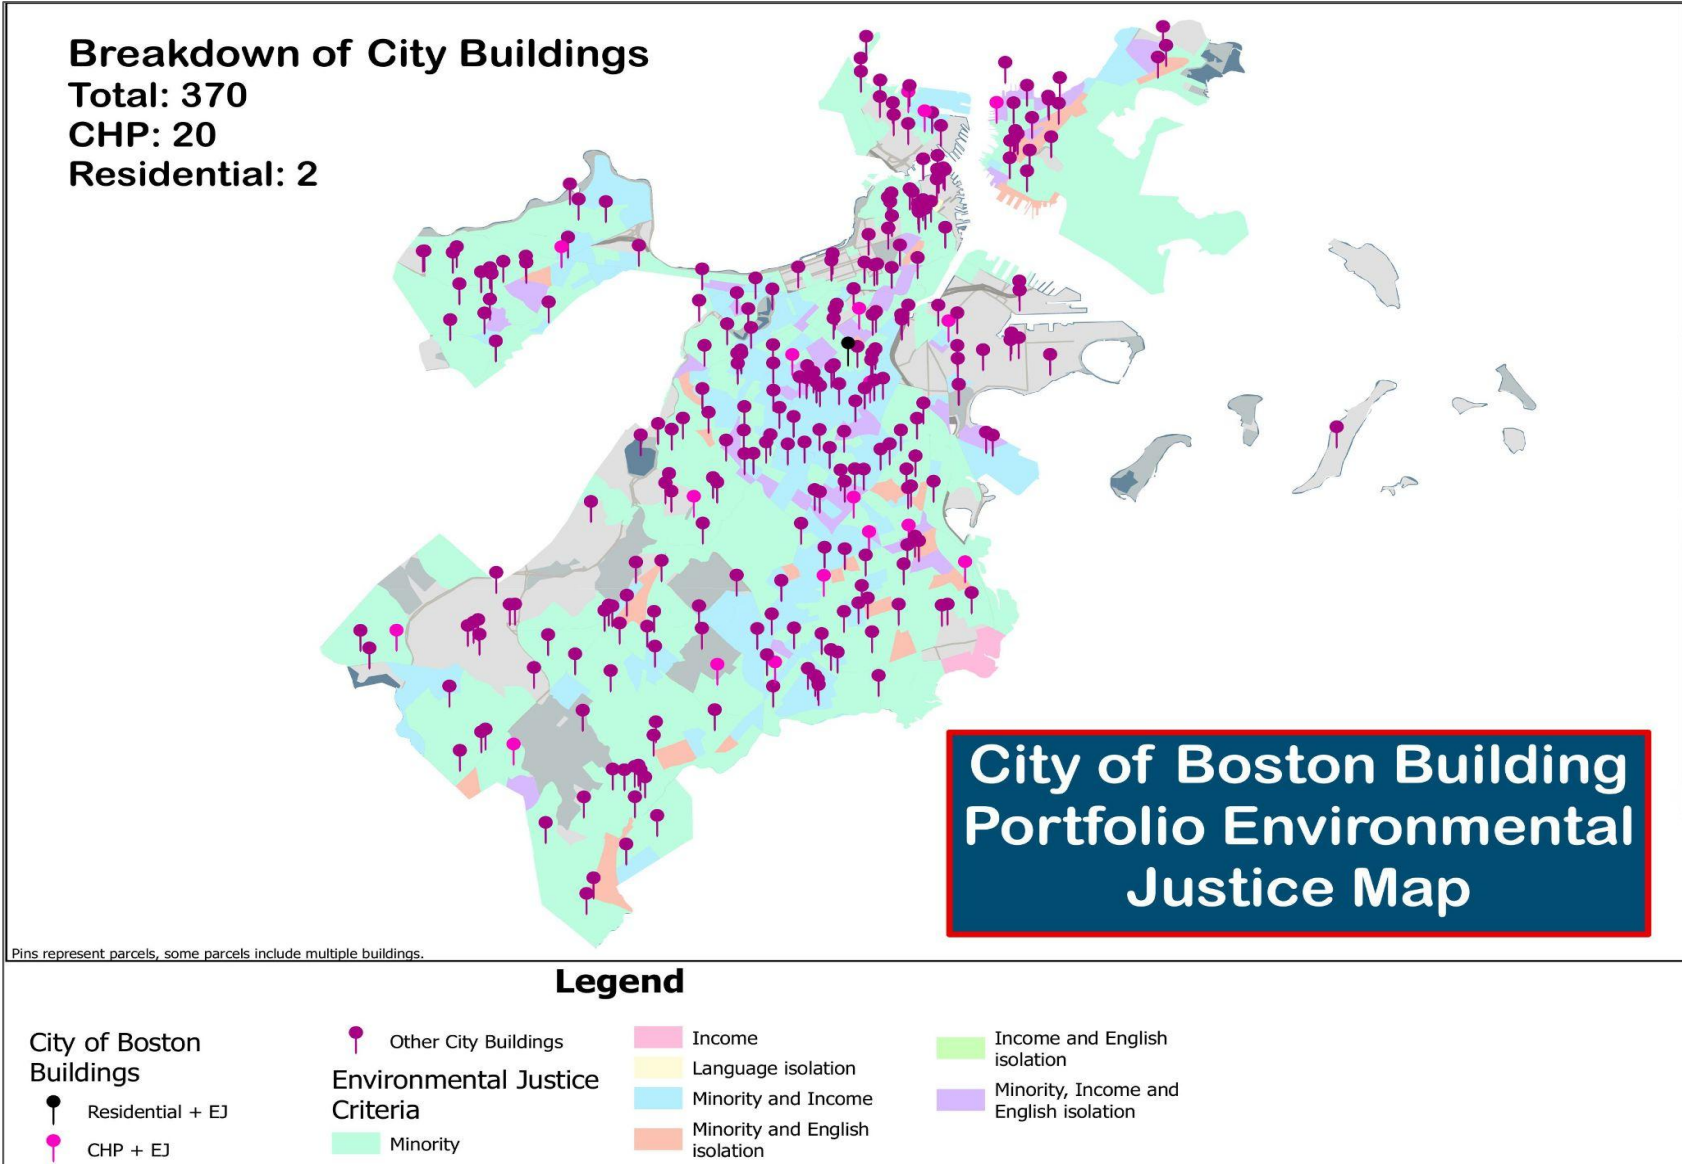 Breakdown of City Buildings
Total: 370
CHP: 20
Residential: 2
City of Boston Building
Portfolio Environmental
Justice Map
Pins represent parcels, some parcels include multiple buildings.
Legend
City of Boston
Buildings
Residential + EJ
CHP + EJ
Other City Buildings
Environmental Justice
Criteria
Minority
Income
Language isolation
Minority and Income
Minority and English
isolation
Income and English
isolation
Minority, Income and
English isolation